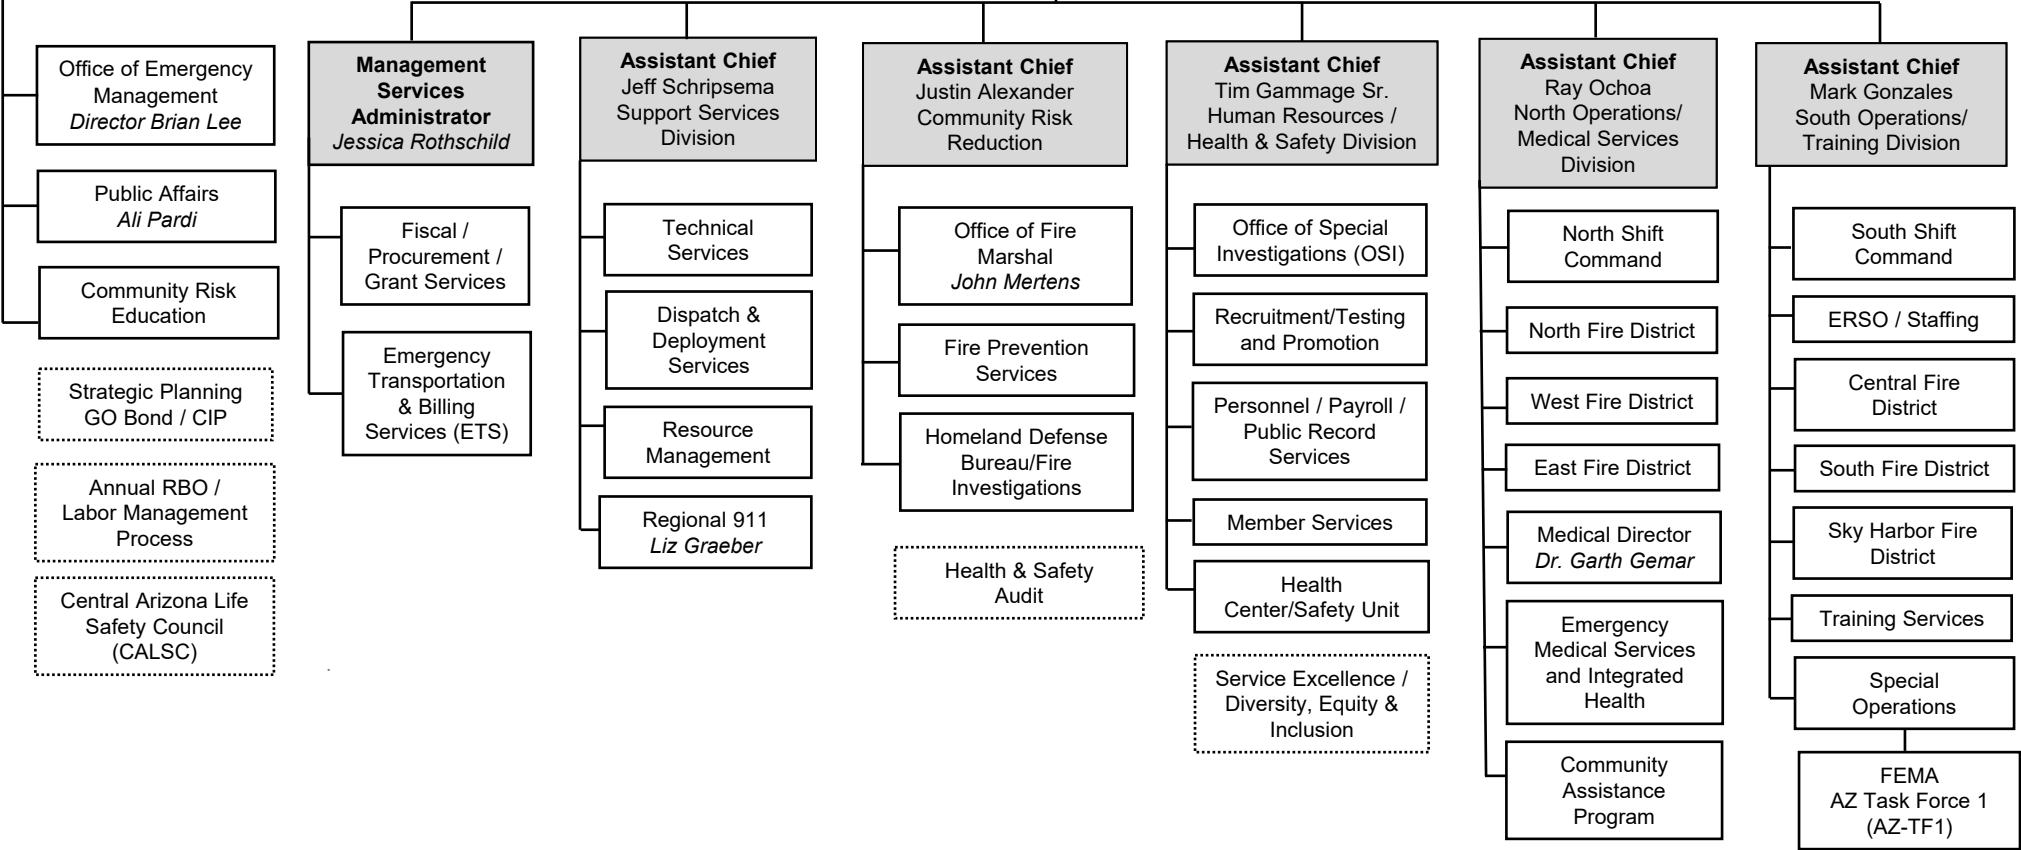 Office of Emergency
Management
Director Brian Lee
Public Affairs
Ali Pardi
Community Risk
Education
Strategic Planning
GO Bond / CIP
Annual RBO /
Labor Management
Process
Central Arizona Life
Safety Council
(CALSC)
Management
Services
Administrator
Jessica Rothschild
Fiscal /
Procurement /
Grant Services
Emergency
Transportation
& Billing
Services (ETS)
Assistant Chief
Jeff Schripsema
Support Services
Division
Technical
Services
Dispatch &
Deployment
Services
Resource
Management
Regional 911
Liz Graeber
Assistant Chief
Justin Alexander
Community Risk
Reduction
Office of Fire
Marshal
John Mertens
Fire Prevention
Services
Homeland Defense
Bureau/Fire
Investigations
Health & Safety
Audit
Assistant Chief
Tim Gammage Sr.
Human Resources /
Health & Safety Division
Office of Special
Investigations (OSI)
Recruitment/Testing
and Promotion
Personnel / Payroll /
Public Record
Services
Member Services
Health
Center/Safety Unit
Service Excellence /
Diversity, Equity &
Inclusion
Assistant Chief
Ray Ochoa
North Operations/
Medical Services
Division
North Shift
Command
North Fire District
West Fire District
East Fire District
Medical Director
Dr. Garth Gemar
Emergency
Medical Services
and Integrated
Health
Community
Assistance
Program
Assistant Chief
Mark Gonzales
South Operations/
Training Division
South Shift
Command
ERSO / Staffing
Central Fire
District
South Fire District
Sky Harbor Fire
District
Training Services
Special
Operations
FEMA
AZ Task Force 1
(AZ-TF1)